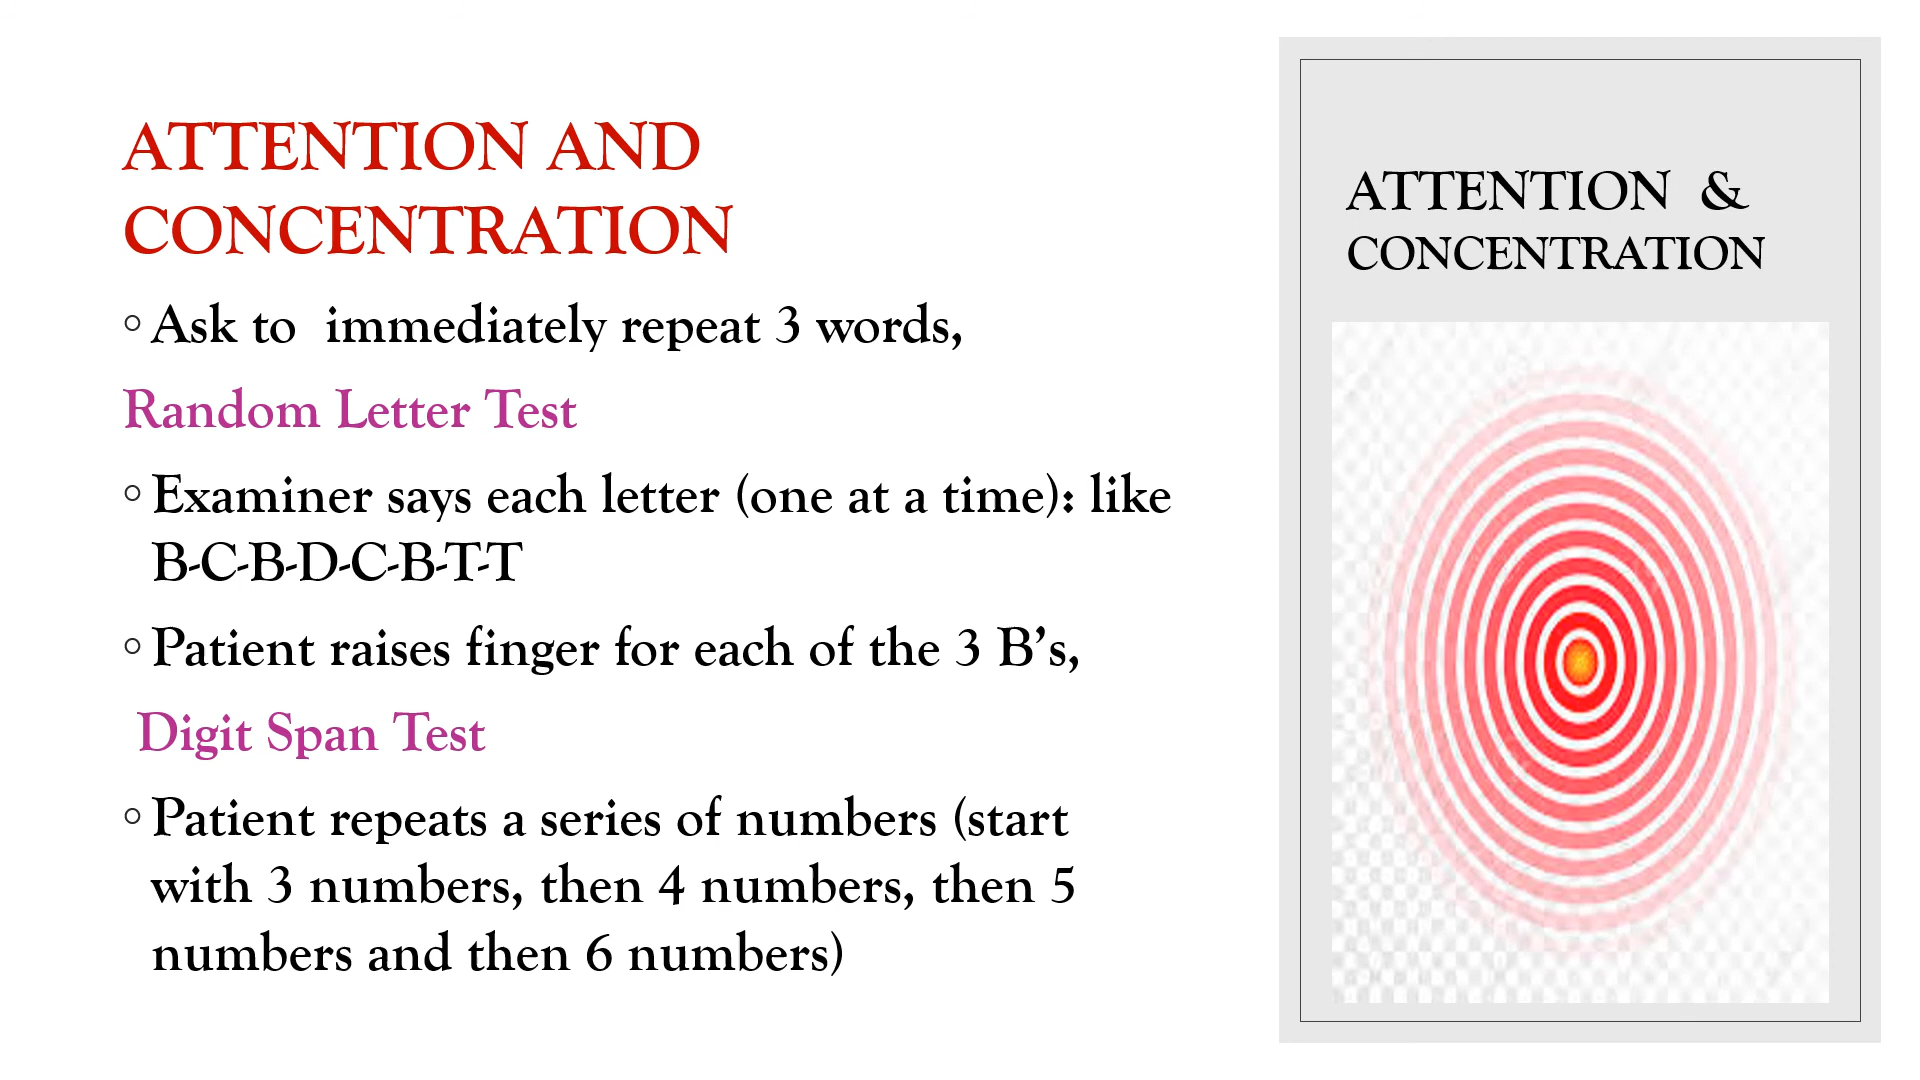 ATTENTION AND
CONCENTRATION
◦ Ask to  immediately repeat 3 words,
Random Letter Test
◦ Examiner says each letter (one at a time): like
B-C-B-D-C-B-T-T
◦ Patient raises finger for each of the 3 B’s,
Digit Span Test
◦ Patient repeats a series of numbers (start
with 3 numbers, then 4 numbers, then 5
numbers and then 6 numbers)
ATTENTION  &
CONCENTRATION